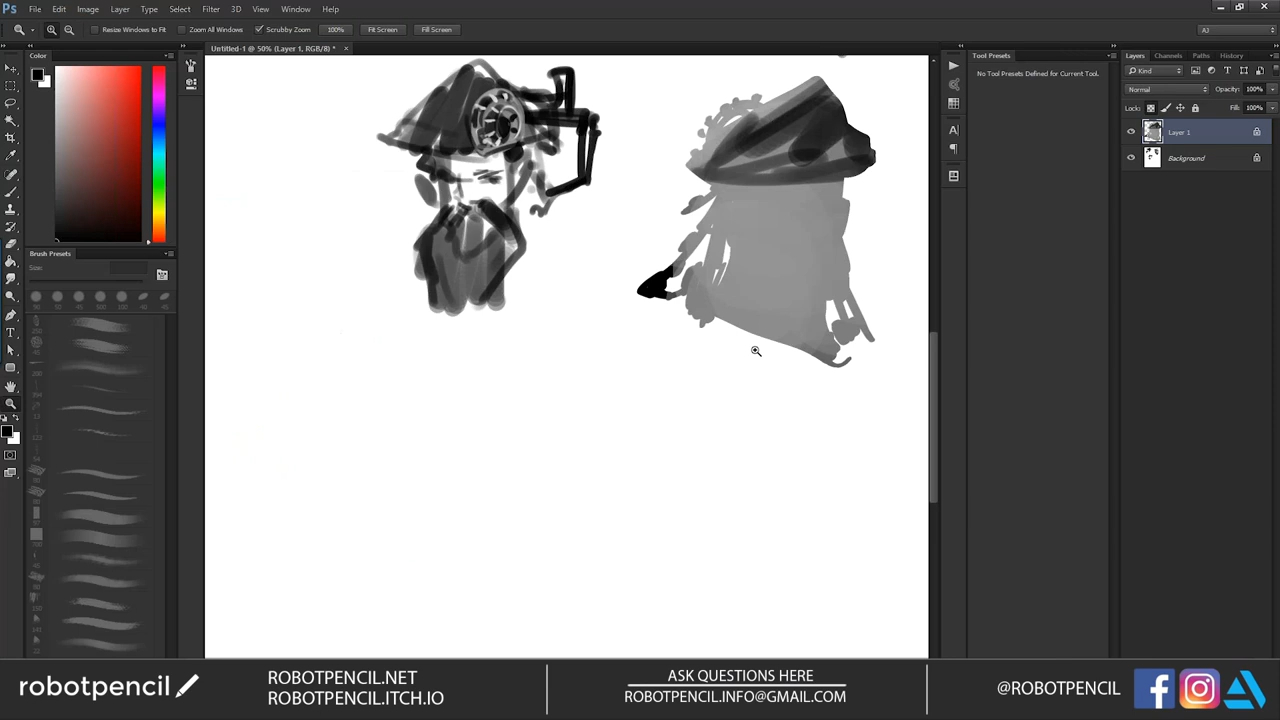 Ps File Edit Image Layer Type Select Filter 3D View Window Help
Resize Windows to Fit Zoom All Windows Scrubby Zoom 100% Fit Screen Fill Screen AJ
Color
Untitled-1 @ 50% (Layer 1, RGB/8) * ×
Tool Presets
No Tool Presets Defined for Current Tool.
Layers Channels Paths History
Kind
Normal Opacity: 100%
Lock: Fill: 100%
Layer 1
Background
Brush Presets
Size:
robotpencil
ROBOTPENCIL.NET
ROBOTPENCIL.ITCH.IO
ASK QUESTIONS HERE
ROBOTPENCIL.INFO@GMAIL.COM
@ROBOTPENCIL